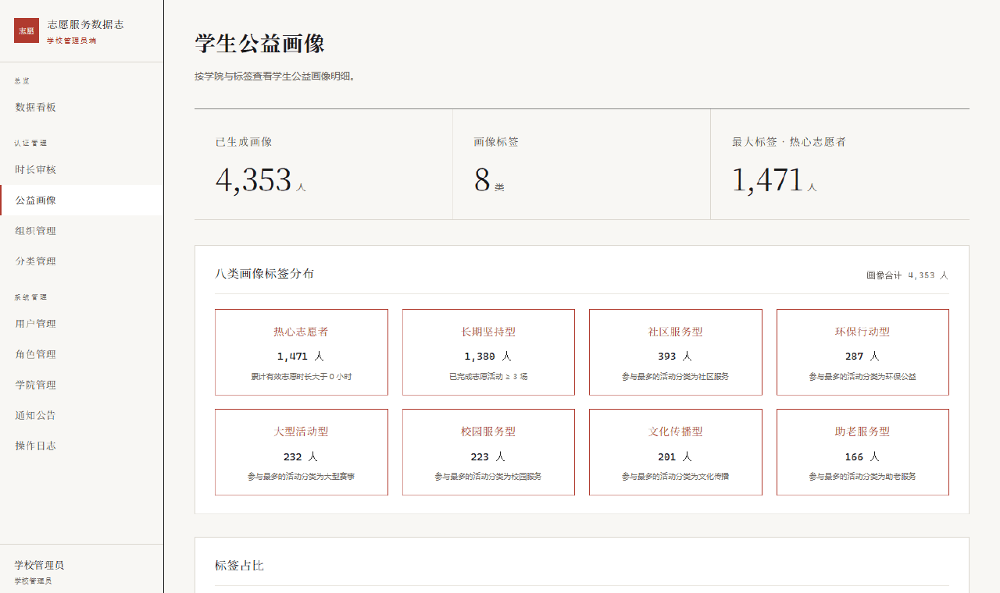 志愿
志愿服务数据志
学校管理员端
总览
数据看板
认证管理
时长审核
公益画像
组织管理
分类管理
系统管理
用户管理
角色管理
学院管理
通知公告
操作日志
学校管理员
学校管理员
学生公益画像
按学院与标签查看学生公益画像明细。
已生成画像
4,353 人
画像标签
8 类
最大标签 · 热心志愿者
1,471 人
八类画像标签分布
画像合计 4,353 人
热心志愿者
1,471 人
累计有效志愿时长大于 0 小时
长期坚持型
1,380 人
已完成志愿活动 ≥ 3 场
社区服务型
393 人
参与最多的活动分类为社区服务
环保行动型
287 人
参与最多的活动分类为环保公益
大型活动型
232 人
参与最多的活动分类为大型赛事
校园服务型
223 人
参与最多的活动分类为校园服务
文化传播型
201 人
参与最多的活动分类为文化传播
助老服务型
166 人
参与最多的活动分类为助老服务
标签占比